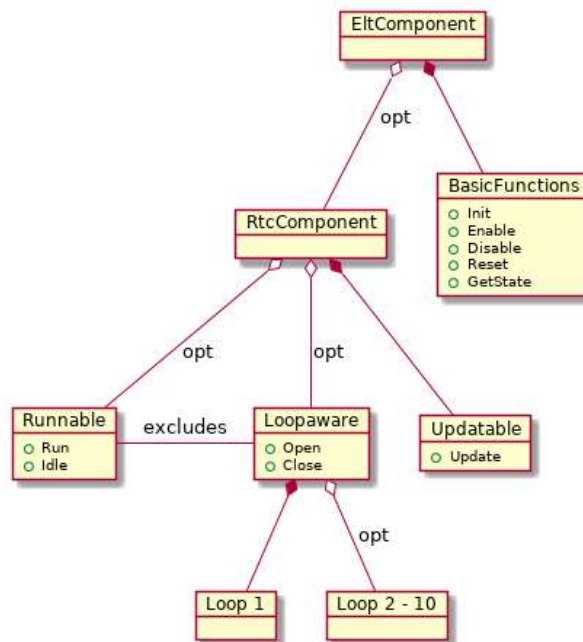 EltComponent
opt
BasicFunctions
Init
Enable
Disable
Reset
GetState
RtcComponent
opt
opt
Runnable
Run
Idle
excludes
Loopaware
Open
Close
Updatable
Update
opt
Loop 1
Loop 2 - 10